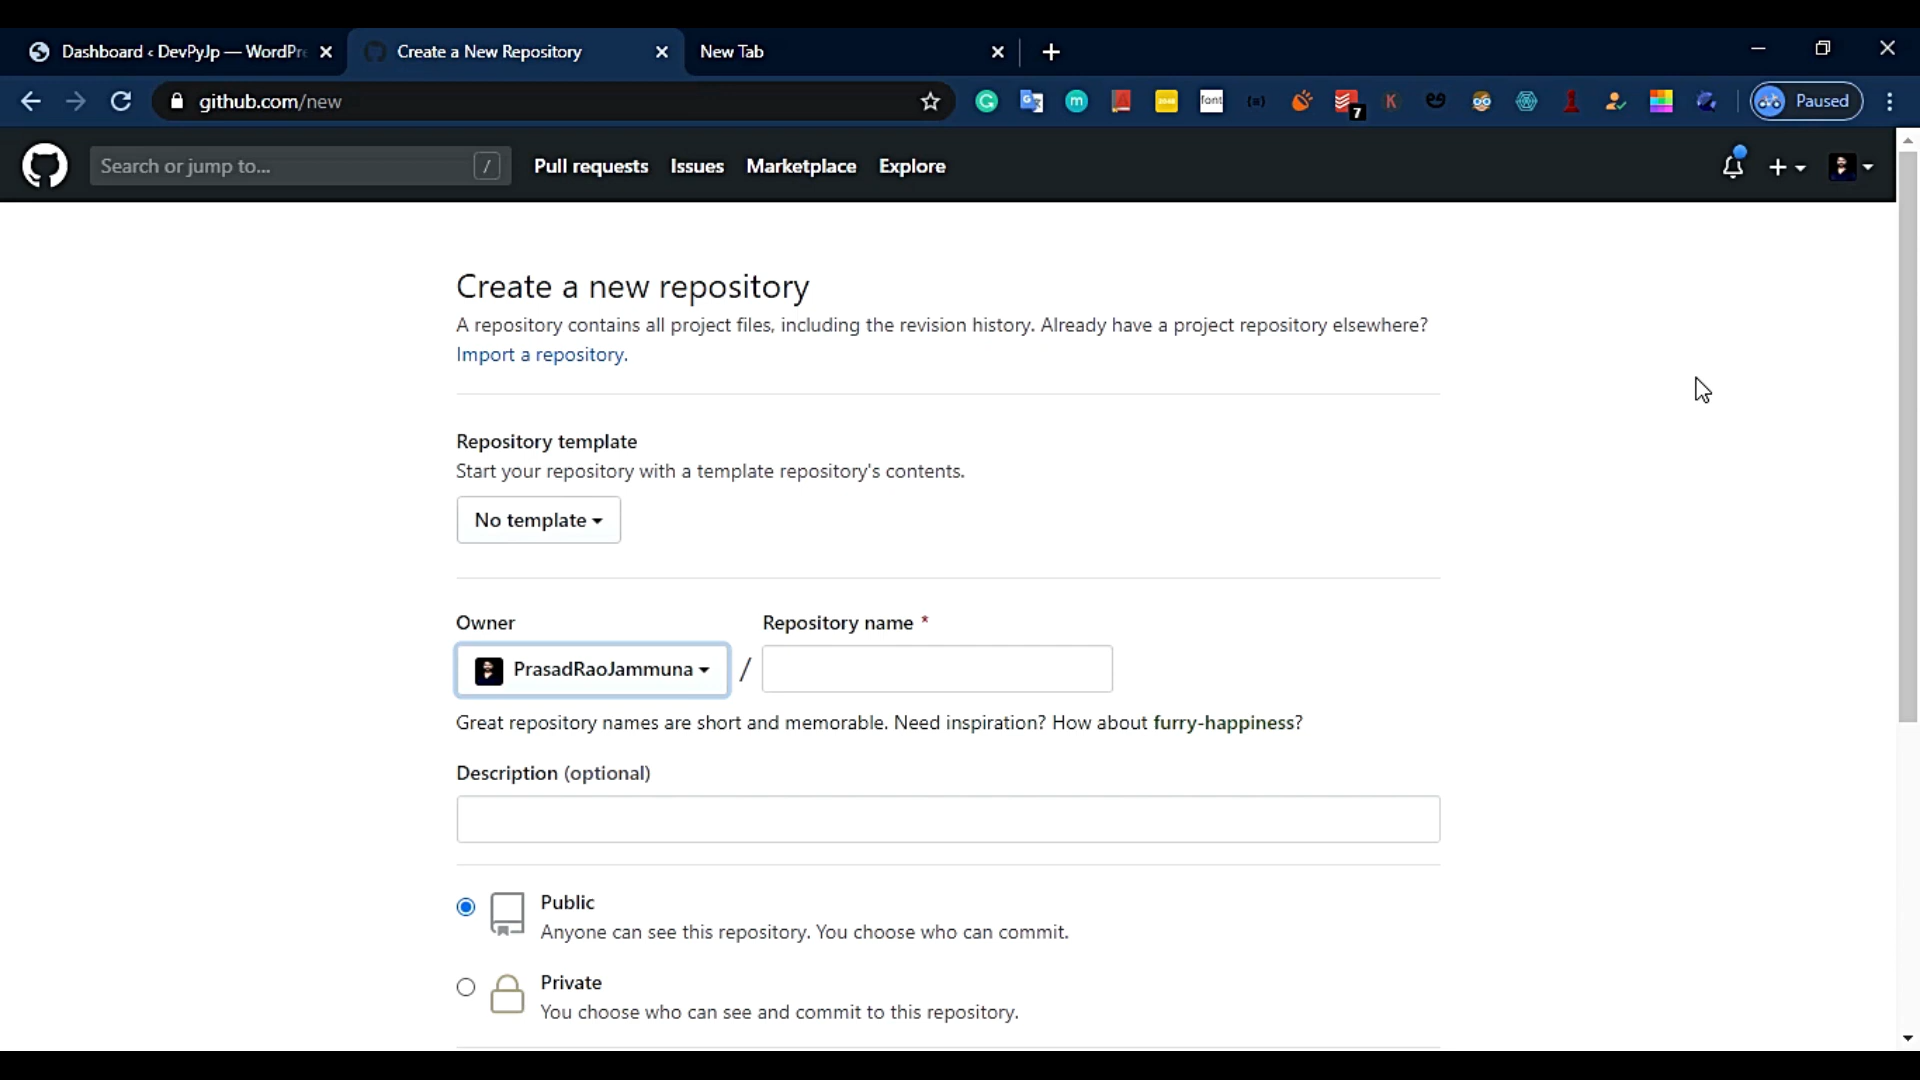 Dashboard ‹ DevPyJp — WordPre
Create a New Repository
New Tab
github.com/new
font
7
K
Paused
Search or jump to...
/
Pull requests
Issues
Marketplace
Explore
Create a new repository
A repository contains all project files, including the revision history. Already have a project repository elsewhere?
Import a repository.
Repository template
Start your repository with a template repository's contents.
No template
Owner
Repository name *
PrasadRaoJammuna
/
Great repository names are short and memorable. Need inspiration? How about furry-happiness?
Description (optional)
Public
Anyone can see this repository. You choose who can commit.
Private
You choose who can see and commit to this repository.